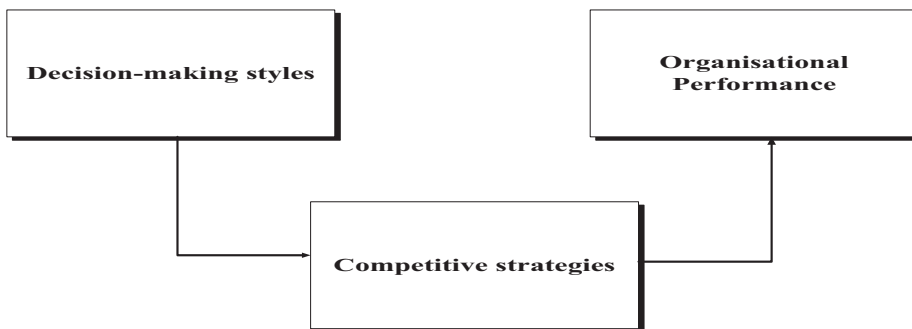 Decision-making styles
Organisational
Performance
Competitive strategies